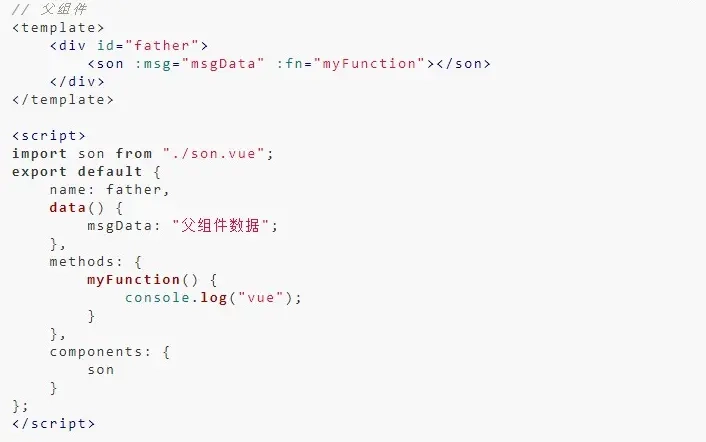 // 父组件
<template>
    <div id="father">
        <son :msg="msgData" :fn="myFunction"></son>
    </div>
</template>

<script>
import son from "./son.vue";
export default {
    name: father,
    data() {
        msgData: "父组件数据";
    },
    methods: {
        myFunction() {
            console.log("vue");
        }
    },
    components: {
        son
    }
};
</script>